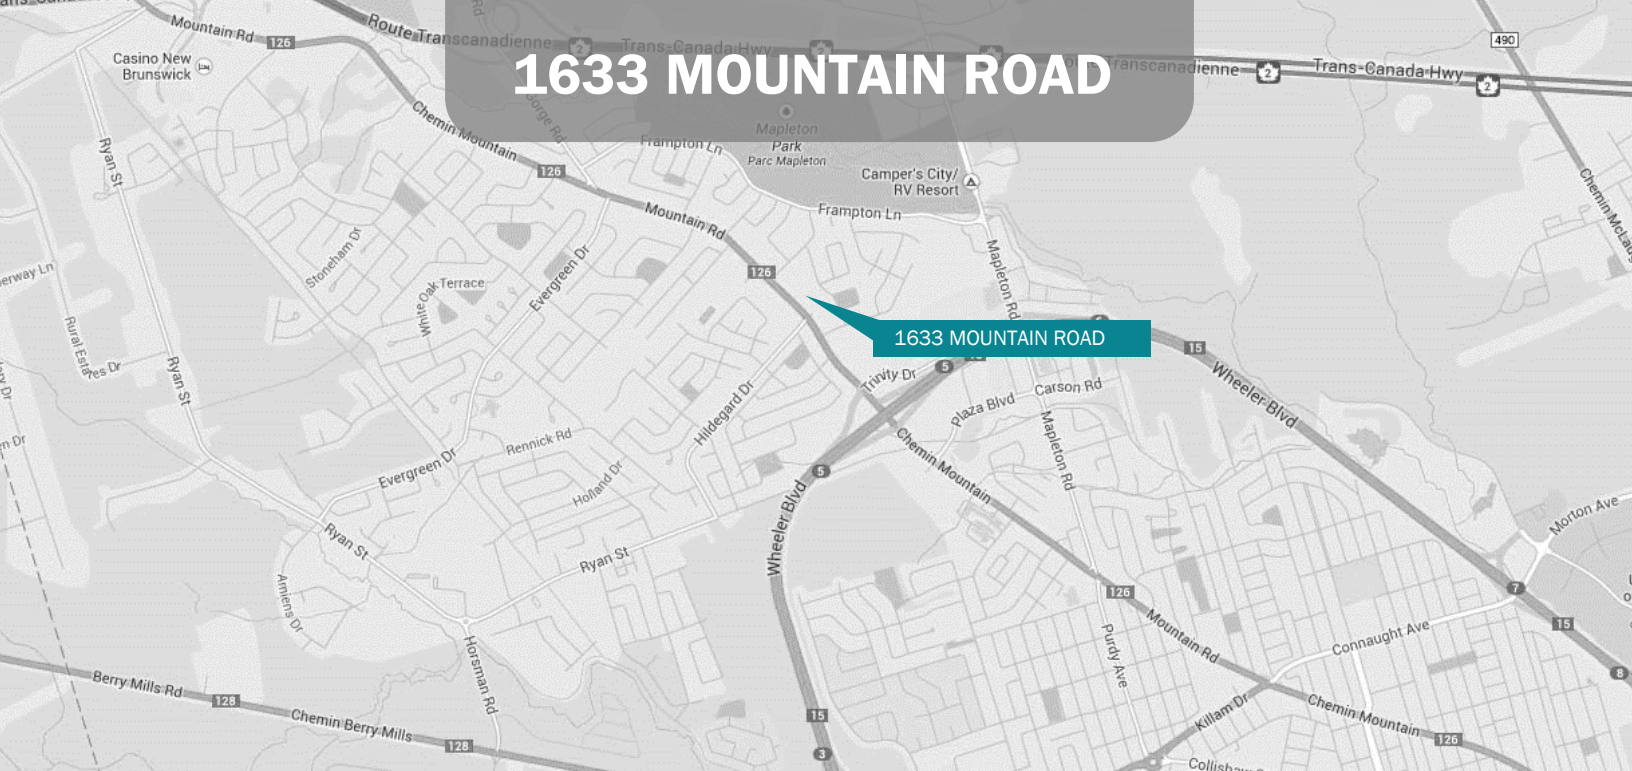 Mountain Rd
126
Route Transcanadienne
2
Trans-Canada Hwy
2
Transcanadienne
2
Trans-Canada Hwy
2
490
Casino New
Brunswick
1633 MOUNTAIN ROAD
Chemin Mountain
126
Frampton Ln
Mapleton
Park
Parc Mapleton
Camper's City/
RV Resort
Frampton Ln
Ryan St
Mountain Rd
126
Stoneham Dr
White Oak Terrace
Evergreen Dr
Mapleton Rd
1633 MOUNTAIN ROAD
15
Wheeler Blvd
5
Trinity Dr
Carson Rd
Plaza Blvd
Ryan St
Hildegard Dr
Rennick Rd
Evergreen Dr
Holland Dr
5
Wheeler Blvd
Chemin Mountain
Mapleton Rd
Morton Ave
Ryan St
Ryan St
Amiens Dr
Horsman Rd
126
Mountain Rd
Purdy Ave
7
15
Connaught Ave
8
Berry Mills Rd
128
Chemin Berry Mills
128
15
3
Killam Dr
Chemin Mountain
126